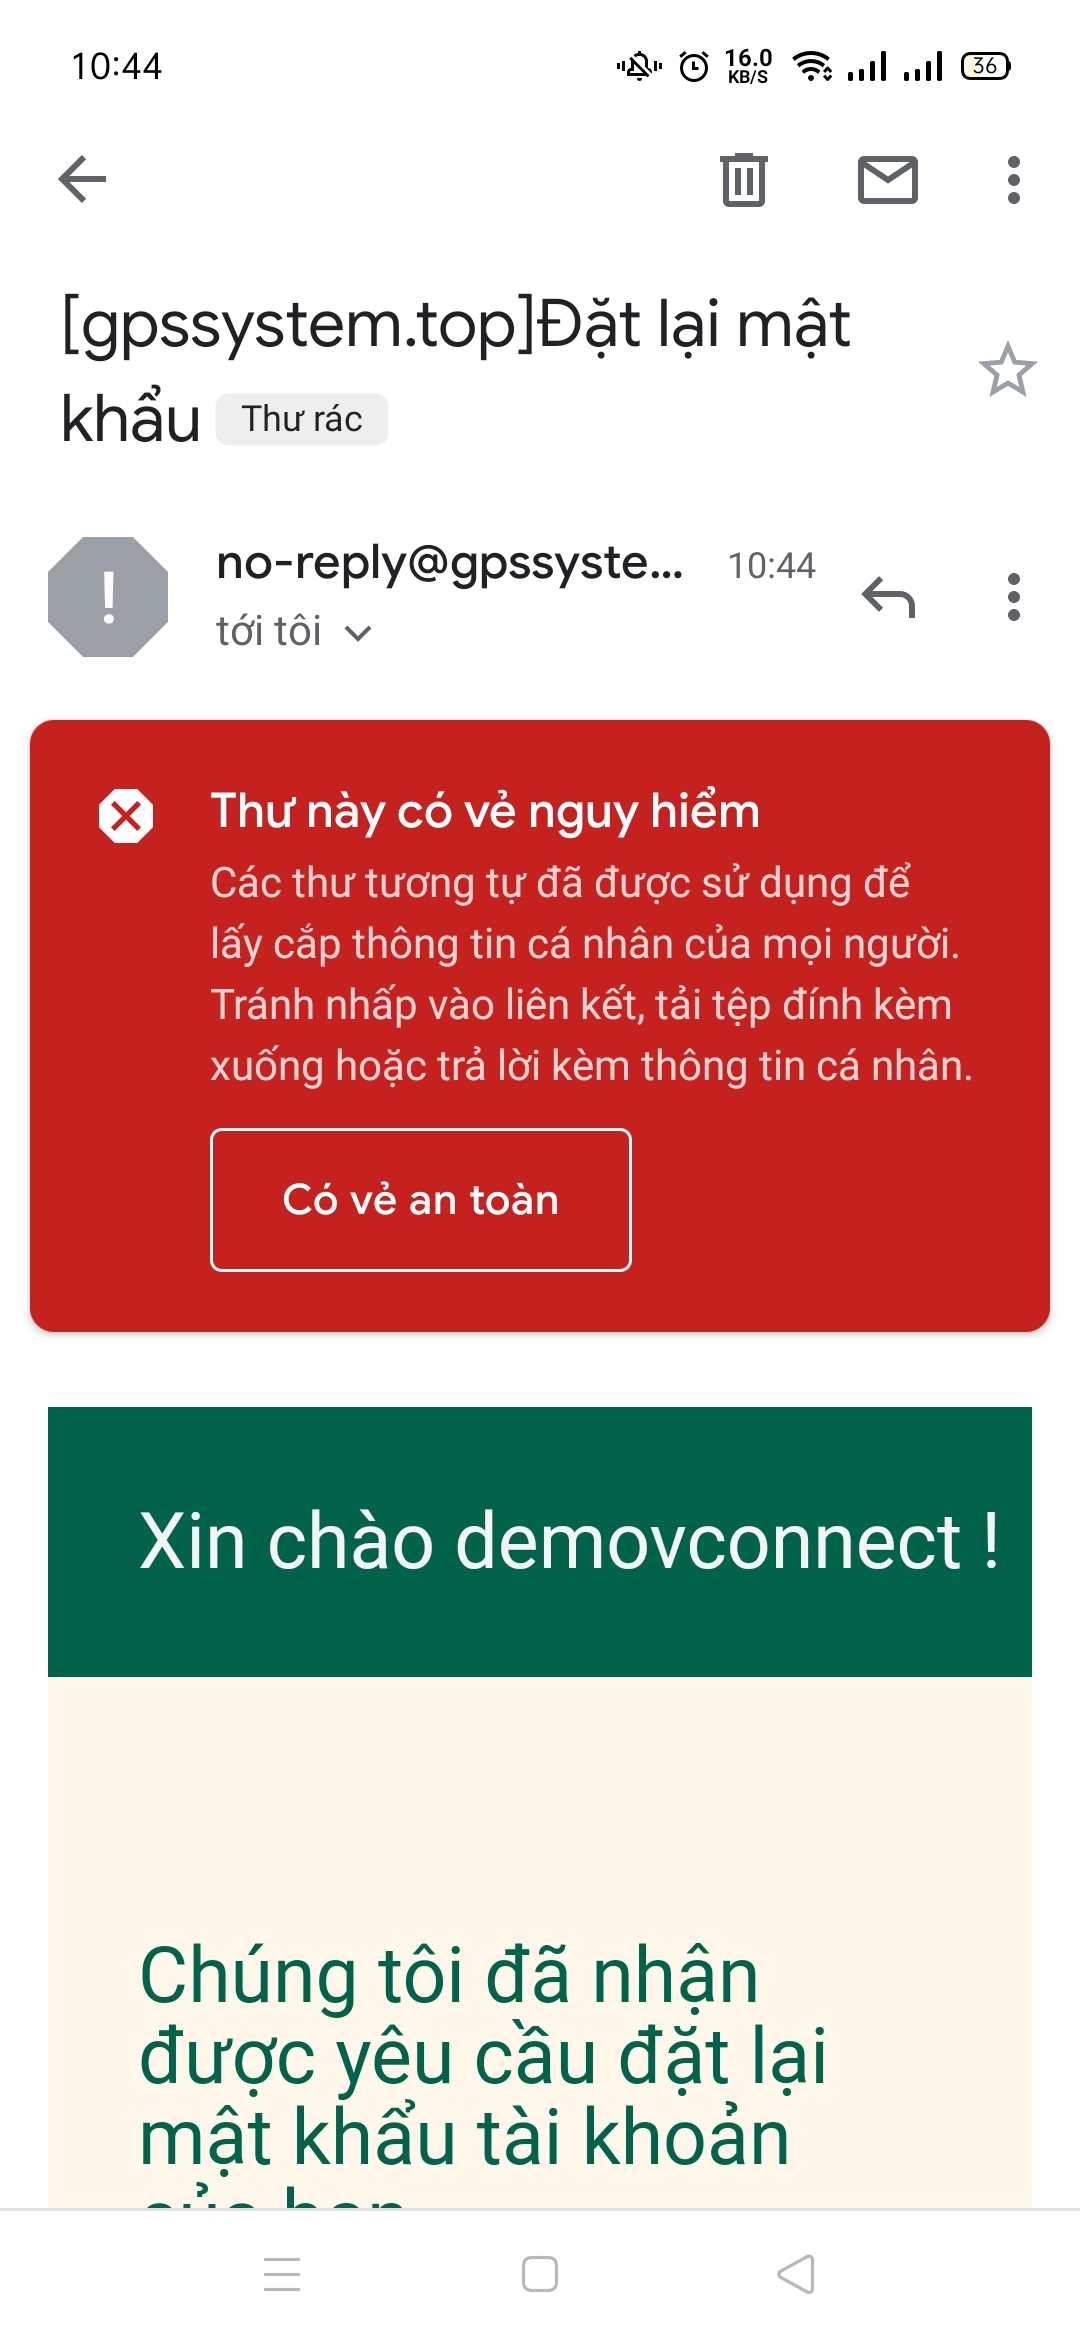 10:44
16.0
KB/S
36
[gpssystem.top]Đặt lại mật
khẩu Thư rác
no-reply@gpssyste... 10:44
tới tôi
Thư này có vẻ nguy hiểm
Các thư tương tự đã được sử dụng để
lấy cắp thông tin cá nhân của mọi người.
Tránh nhấp vào liên kết, tải tệp đính kèm
xuống hoặc trả lời kèm thông tin cá nhân.
Có vẻ an toàn
Xin chào demovconnect !
Chúng tôi đã nhận
được yêu cầu đặt lại
mật khẩu tài khoản